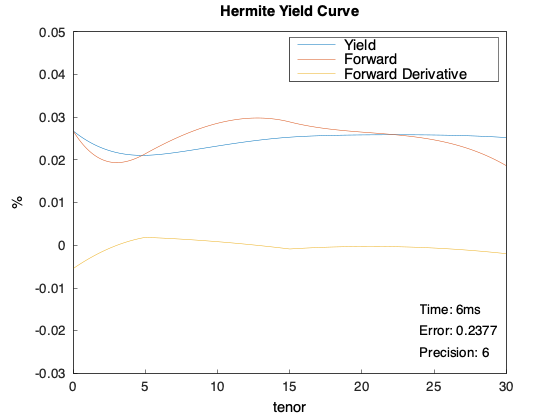 Hermite Yield Curve
0.05
0.04
0.03
0.02
0.01
0
-0.01
-0.02
-0.03
%
Yield
Forward
Forward Derivative
Time: 6ms
Error: 0.2377
Precision: 6
0 5 10 15 20 25 30
tenor